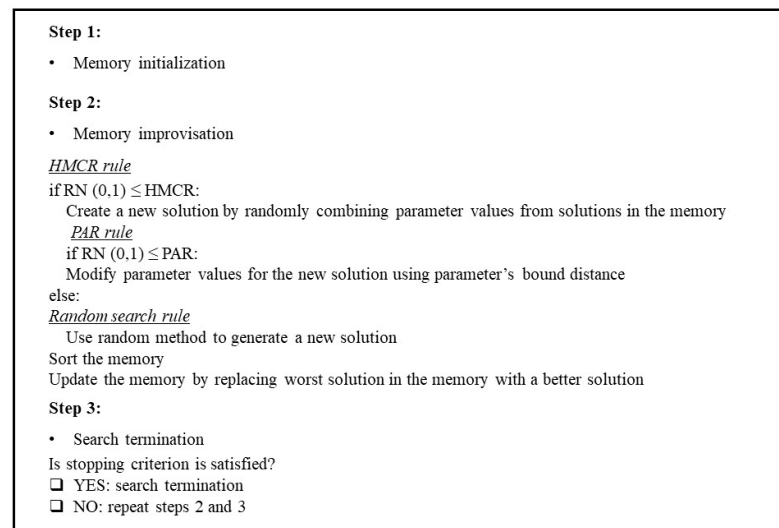 Step 1:
• Memory initialization
Step 2:
• Memory improvisation
HMCR rule
if RN (0,1) ≤ HMCR:
Create a new solution by randomly combining parameter values from solutions in the memory
PAR rule
if RN (0,1) ≤ PAR:
Modify parameter values for the new solution using parameter’s bound distance
else:
Random search rule
Use random method to generate a new solution
Sort the memory
Update the memory by replacing worst solution in the memory with a better solution
Step 3:
• Search termination
Is stopping criterion is satisfied?
❑ YES: search termination
❑ NO: repeat steps 2 and 3